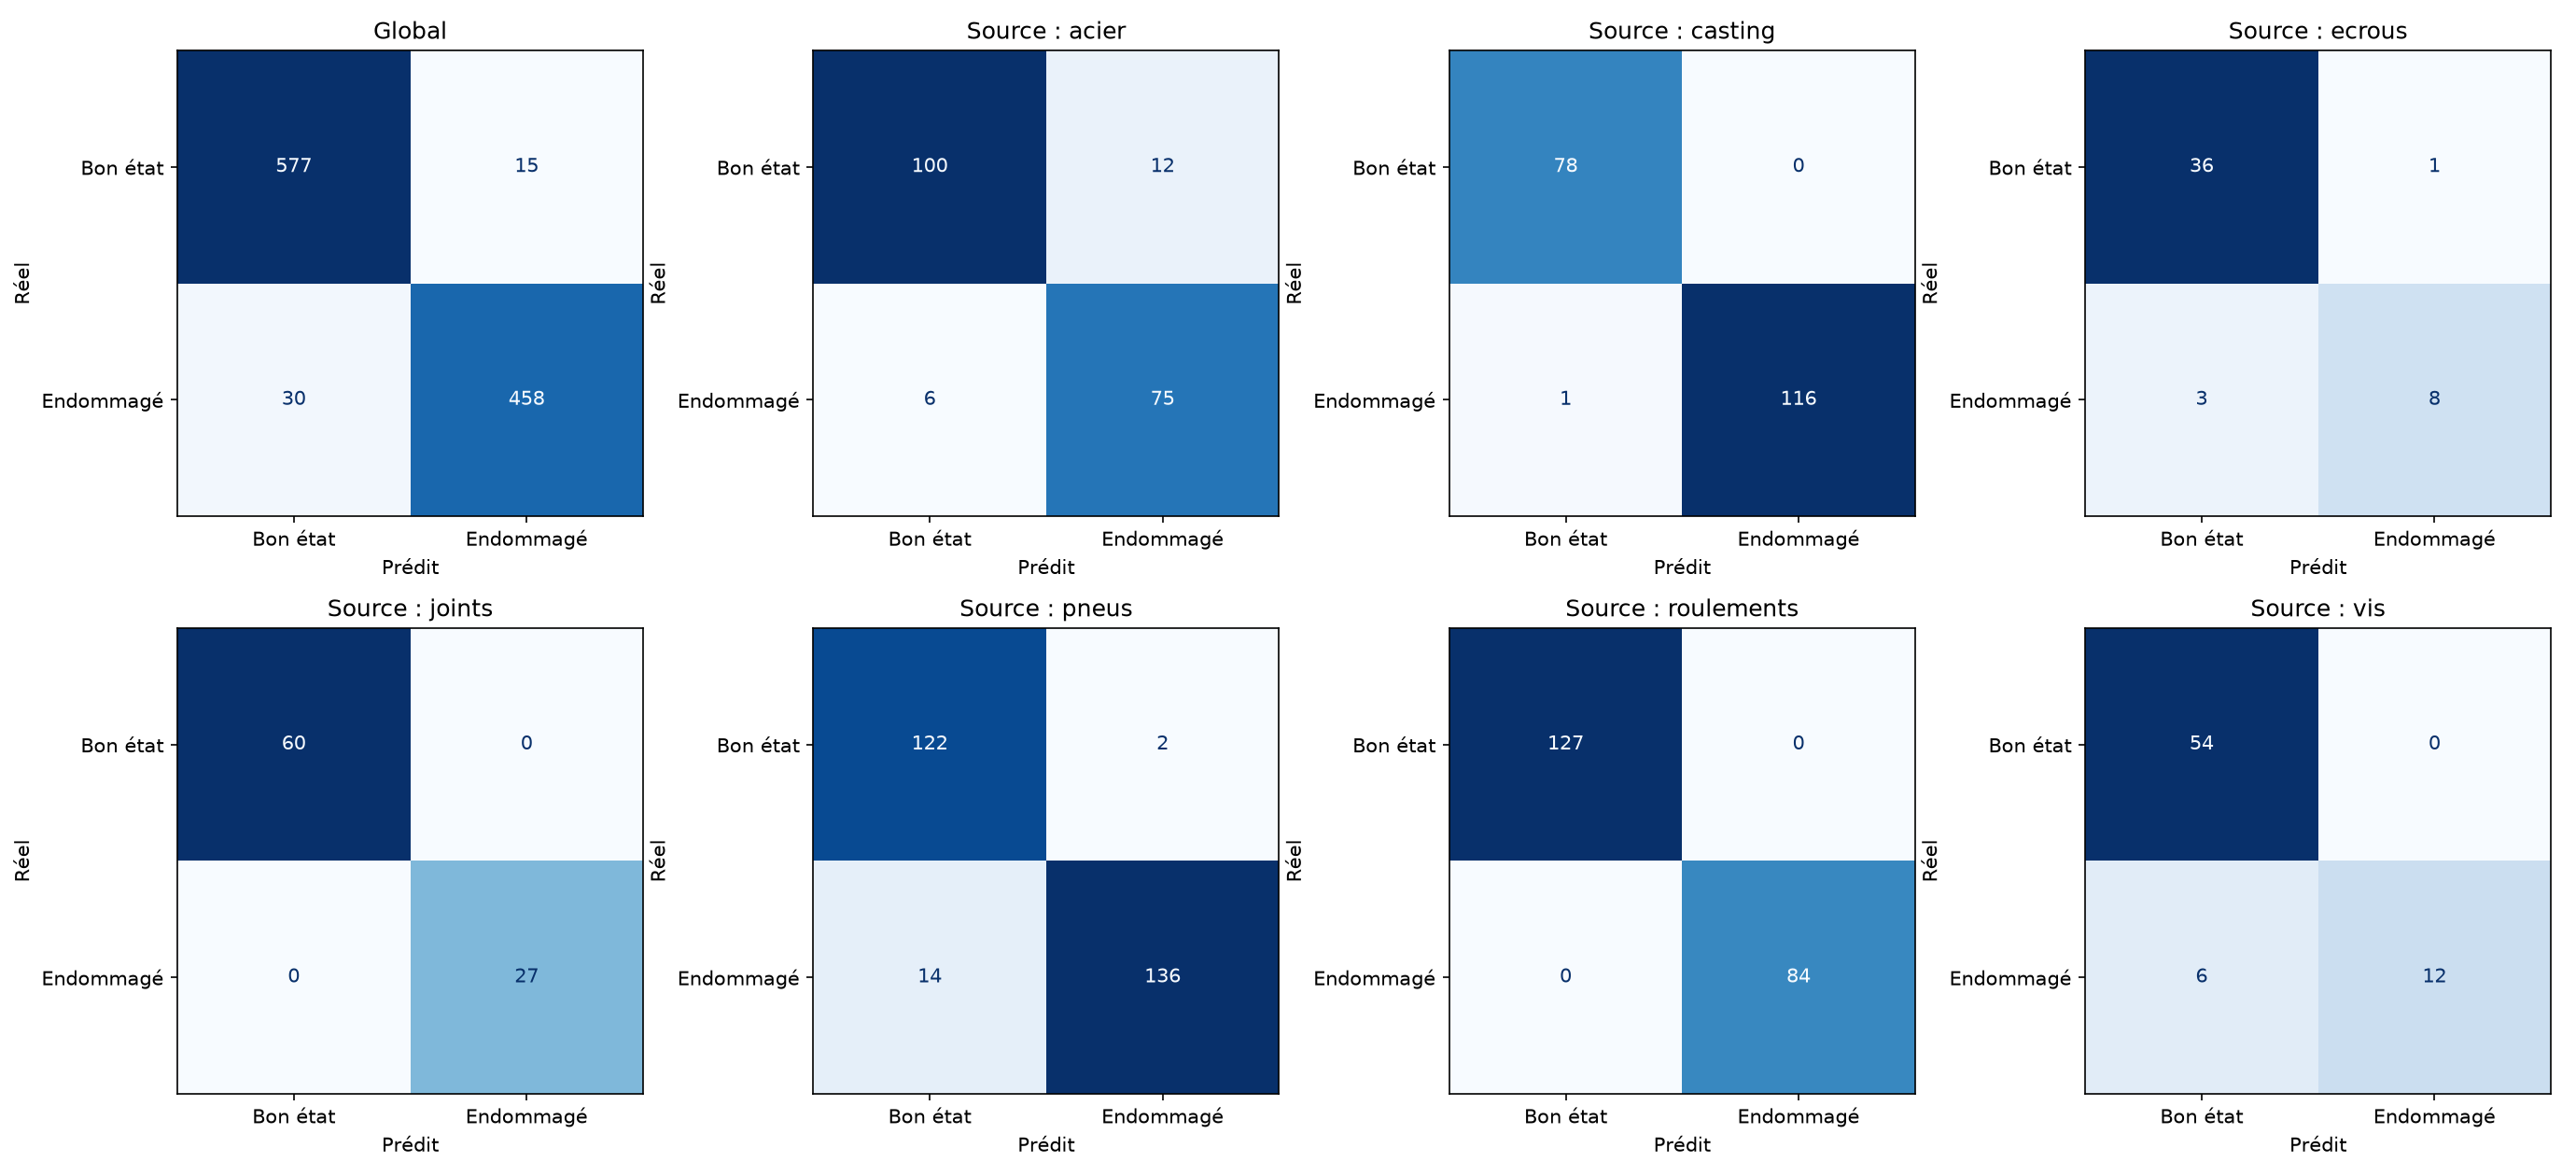 Global
Réel
Bon état
577
15
Endommagé
30
458
Bon état
Endommagé
Prédit
Source : acier
Réel
Bon état
100
12
Endommagé
6
75
Bon état
Endommagé
Prédit
Source : casting
Réel
Bon état
78
0
Endommagé
1
116
Bon état
Endommagé
Prédit
Source : ecrous
Réel
Bon état
36
1
Endommagé
3
8
Bon état
Endommagé
Prédit
Source : joints
Réel
Bon état
60
0
Endommagé
0
27
Bon état
Endommagé
Prédit
Source : pneus
Réel
Bon état
122
2
Endommagé
14
136
Bon état
Endommagé
Prédit
Source : roulements
Réel
Bon état
127
0
Endommagé
0
84
Bon état
Endommagé
Prédit
Source : vis
Réel
Bon état
54
0
Endommagé
6
12
Bon état
Endommagé
Prédit